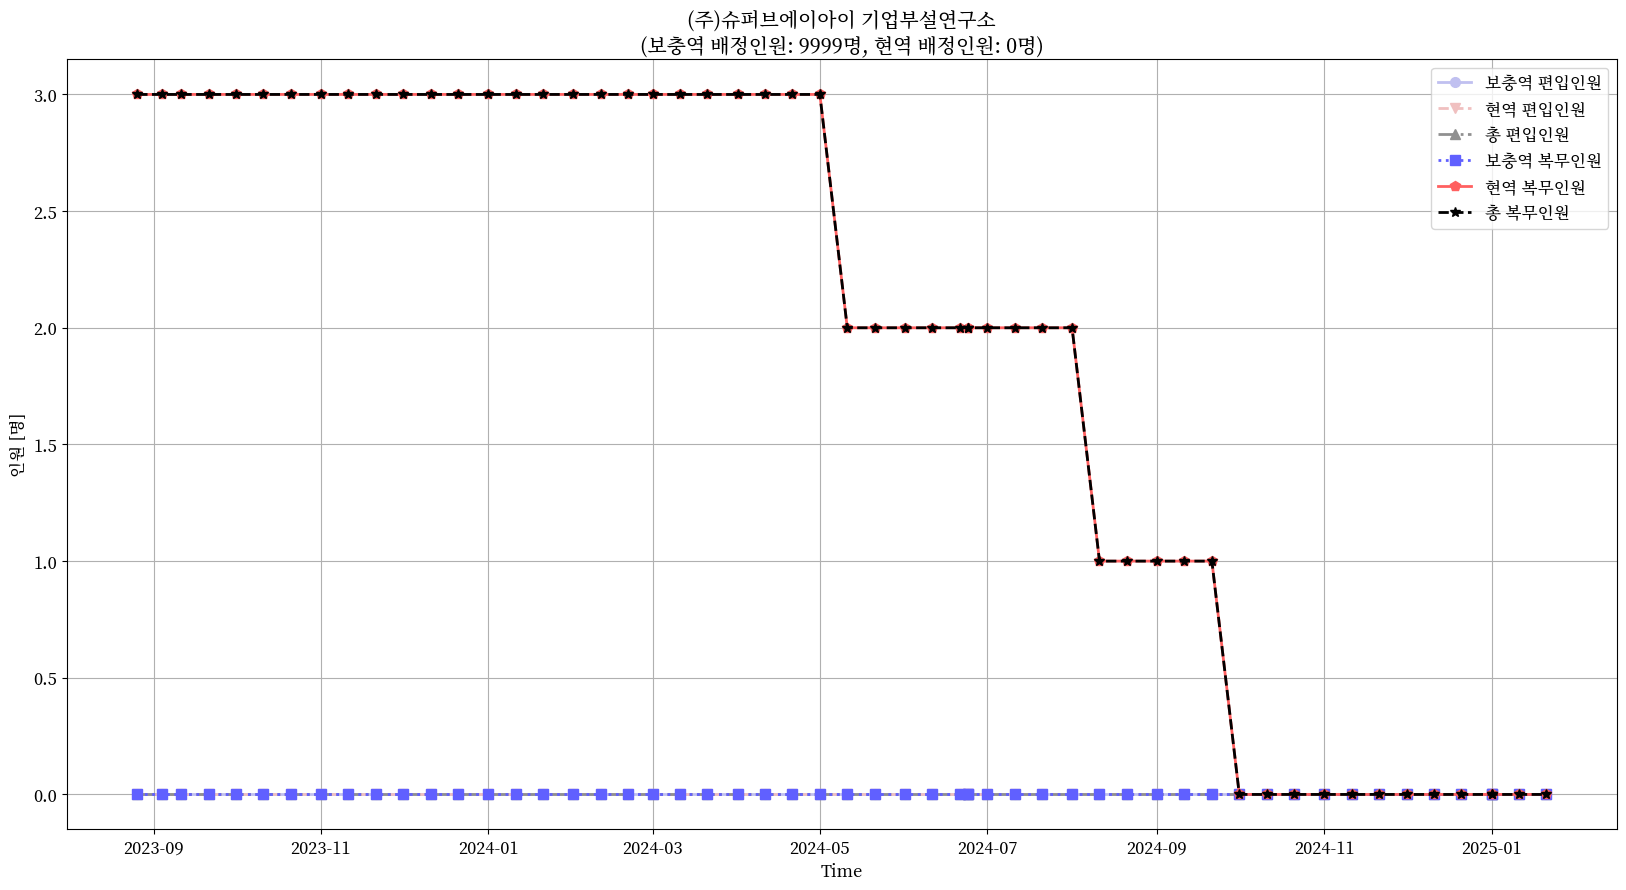 (주)슈퍼브에이아이 기업부설연구소
(보충역 배정인원: 9999명, 현역 배정인원: 0명)
보충역 편입인원
현역 편입인원
총 편입인원
보충역 복무인원
현역 복무인원
총 복무인원
인원 [명]
3.0
2.5
2.0
1.5
1.0
0.5
0.0
2023-09 2023-11 2024-01 2024-03 2024-05 2024-07 2024-09 2024-11 2025-01
Time